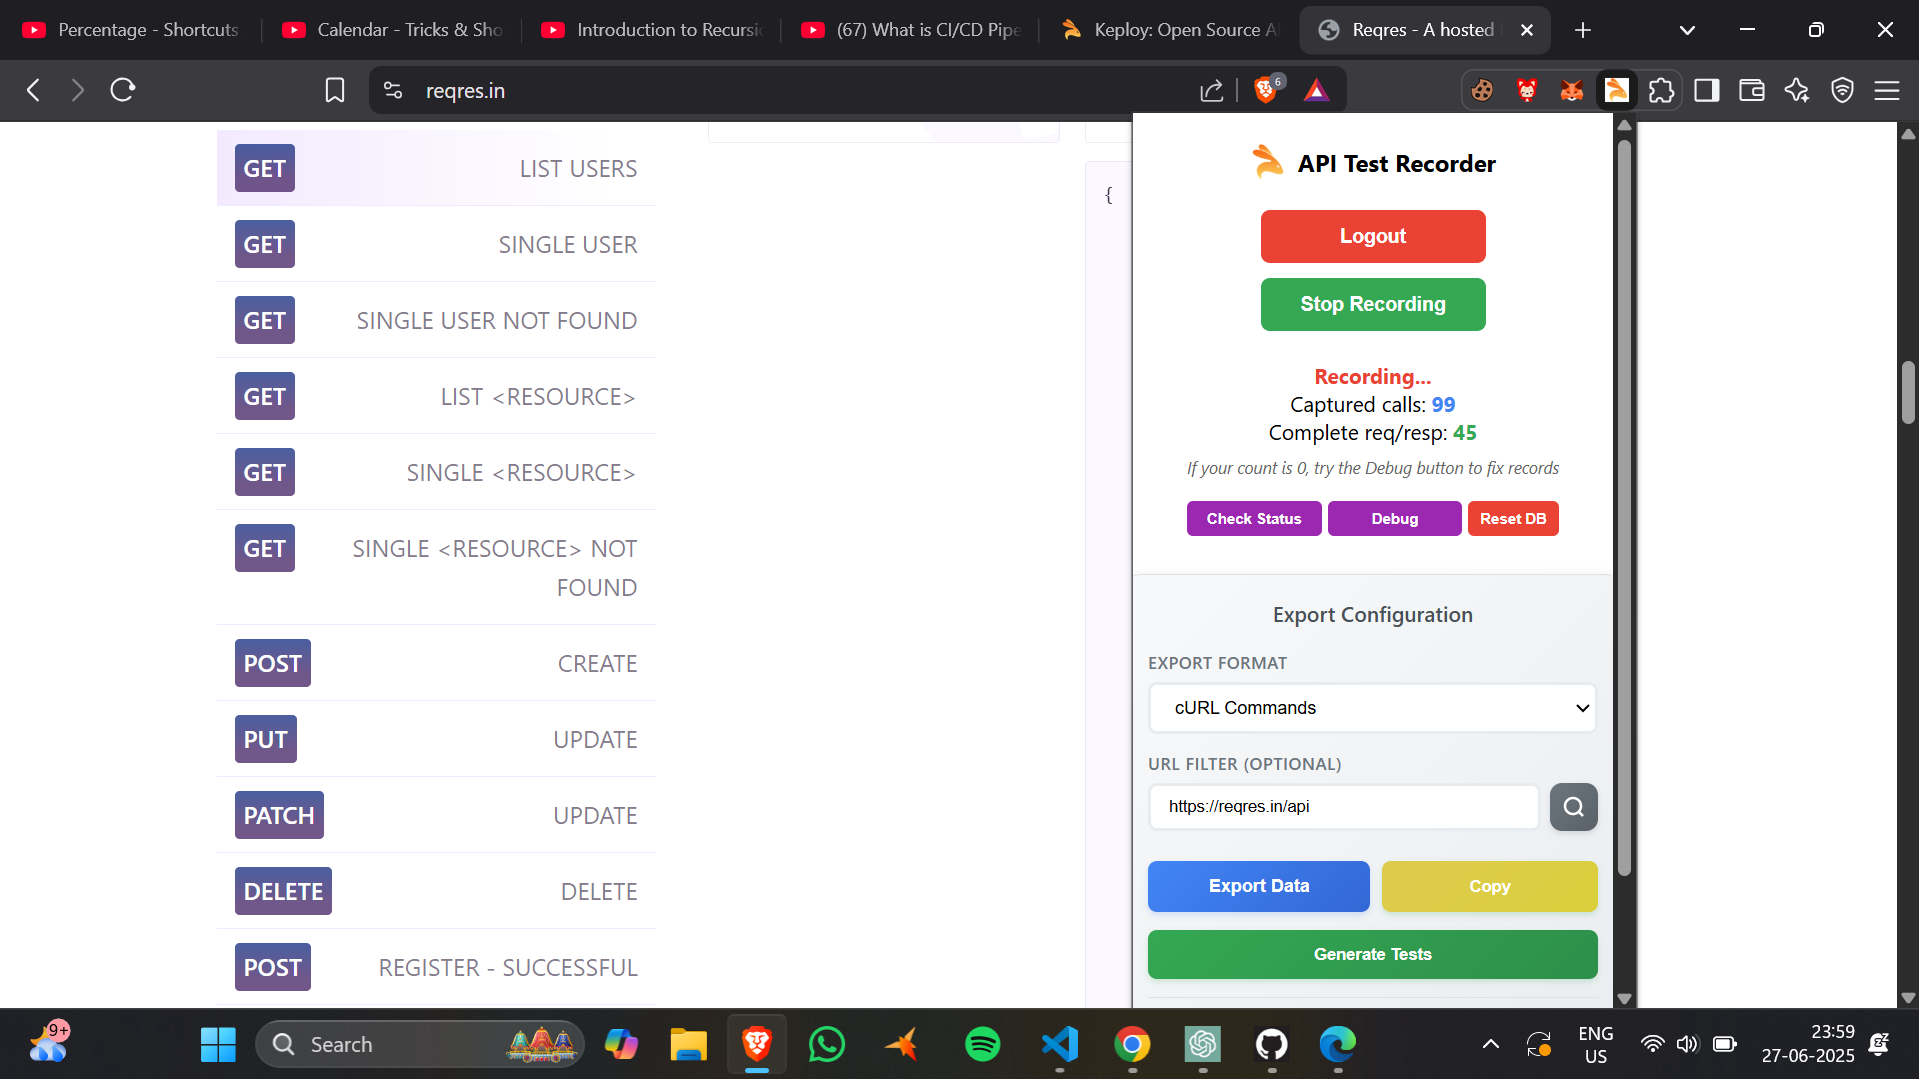 Percentage - Shortcuts
Calendar - Tricks & Sho
Introduction to Recursio
(67) What is CI/CD Pipe
Keploy: Open Source A
Reqres - A hosted
reqres.in
6
GET LIST USERS
GET SINGLE USER
GET SINGLE USER NOT FOUND
GET LIST <RESOURCE>
GET SINGLE <RESOURCE>
GET SINGLE <RESOURCE> NOT
FOUND
POST CREATE
PUT UPDATE
PATCH UPDATE
DELETE DELETE
POST REGISTER - SUCCESSFUL
{
API Test Recorder
Logout
Stop Recording
Recording...
Captured calls: 99
Complete req/resp: 45
If your count is 0, try the Debug button to fix records
Check Status
Debug
Reset DB
Export Configuration
EXPORT FORMAT
cURL Commands
URL FILTER (OPTIONAL)
https://reqres.in/api
Export Data
Copy
Generate Tests
9+
Search
ENG
US
23:59
27-06-2025